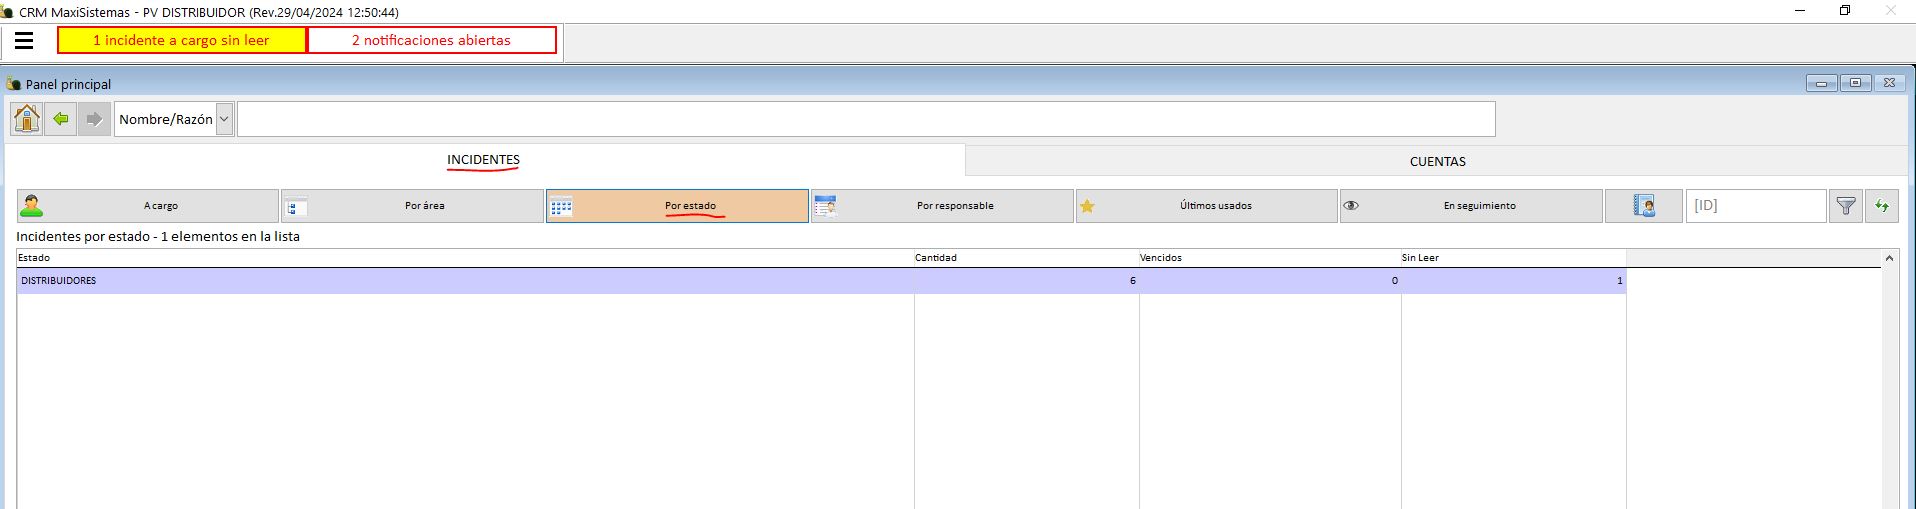 CRM MaxiSistemas - PV DISTRIBUIDOR (Rev.29/04/2024 12:50:44)
1 incidente a cargo sin leer 2 notificaciones abiertas
Panel principal
Nombre/Razón
INCIDENTES CUENTAS
A cargo Por área Por estado Por responsable Últimos usados En seguimiento [ID]
Incidentes por estado - 1 elementos en la lista
Estado Cantidad Vencidos Sin Leer
DISTRIBUIDORES 6 0 1